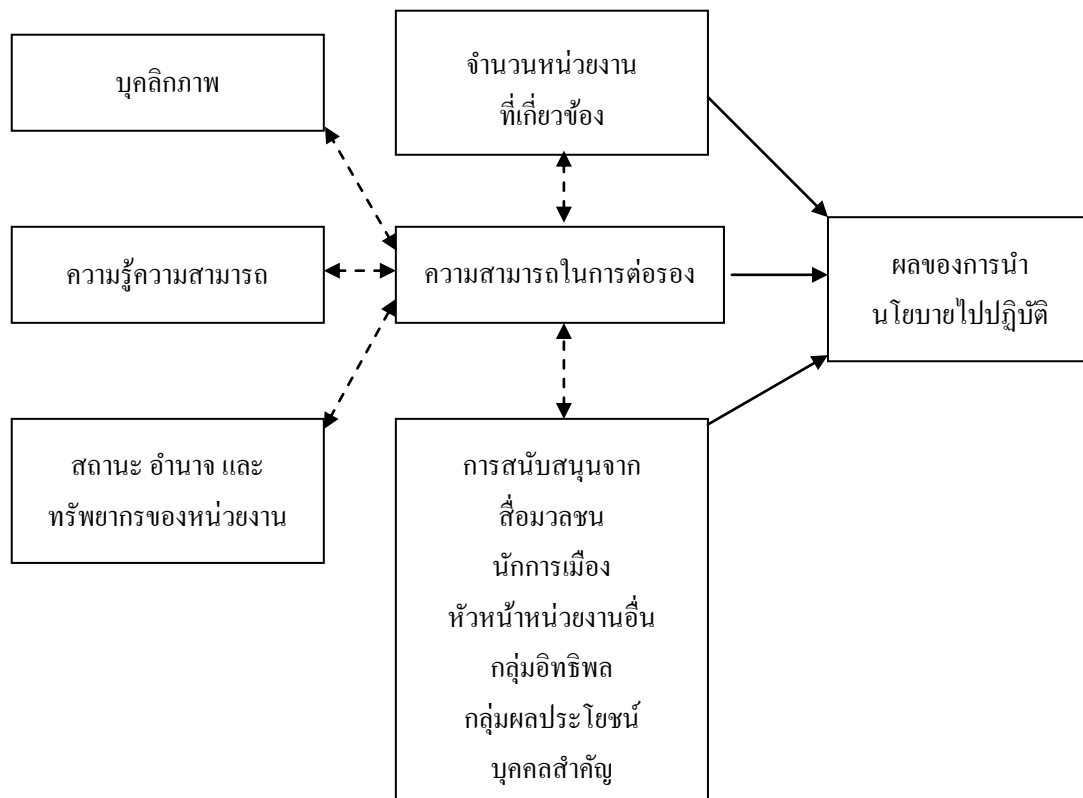 บุคลิกภาพ
จำนวนหน่วยงาน
ที่เกี่ยวข้อง
ความรู้ความสามารถ
ความสามารถในการต่อรอง
ผลของการนำ
นโยบายไปปฏิบัติ
สถานะ อำนาจ และ
ทรัพยากรของหน่วยงาน
การสนับสนุนจาก
สื่อมวลชน
นักการเมือง
หัวหน้าหน่วยงานอื่น
กลุ่มอิทธิพล
กลุ่มผลประโยชน์
บุคคลสำคัญ